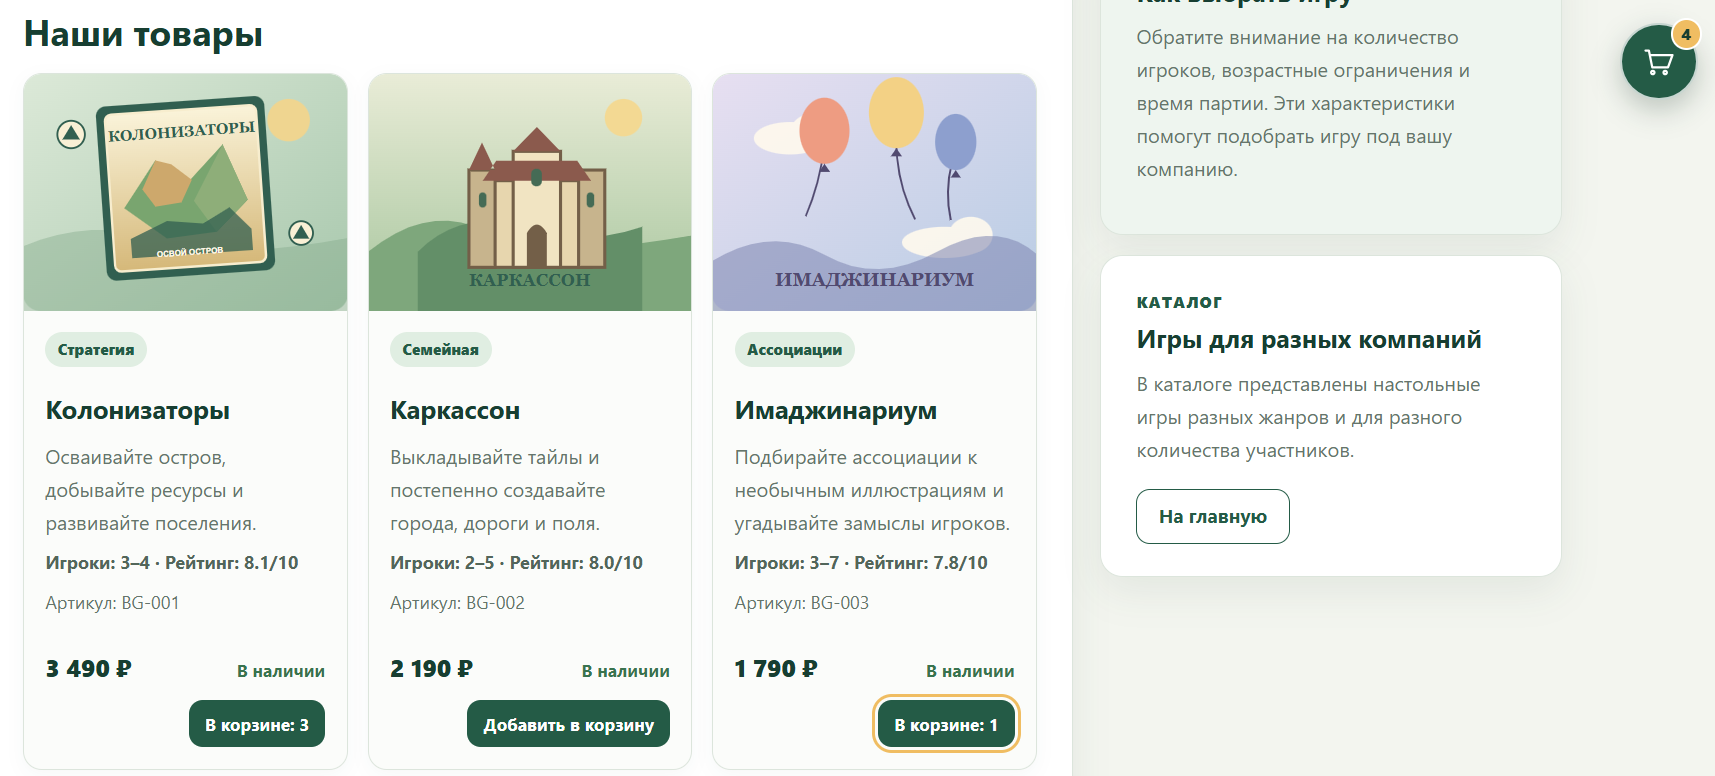 Наши товары
КОЛОНИЗАТОРЫ
ОСВОЙ ОСТРОВ
Стратегия
Колонизаторы
Осваивайте остров,
добывайте ресурсы и
развивайте поселения.
Игроки: 3–4 · Рейтинг: 8.1/10
Артикул: BG-001
3 490 ₽
В наличии
В корзине: 3
КАРКАССОН
Семейная
Каркассон
Выкладывайте тайлы и
постепенно создавайте
города, дороги и поля.
Игроки: 2–5 · Рейтинг: 8.0/10
Артикул: BG-002
2 190 ₽
В наличии
Добавить в корзину
ИМАДЖИНАРИУМ
Ассоциации
Имаджинариум
Подбирайте ассоциации к
необычным иллюстрациям и
угадывайте замыслы игроков.
Игроки: 3–7 · Рейтинг: 7.8/10
Артикул: BG-003
1 790 ₽
В наличии
В корзине: 1
Как выбрать игру
Обратите внимание на количество
игроков, возрастные ограничения и
время партии. Эти характеристики
помогут подобрать игру под вашу
компанию.
КАТАЛОГ
Игры для разных компаний
В каталоге представлены настольные
игры разных жанров и для разного
количества участников.
На главную
4